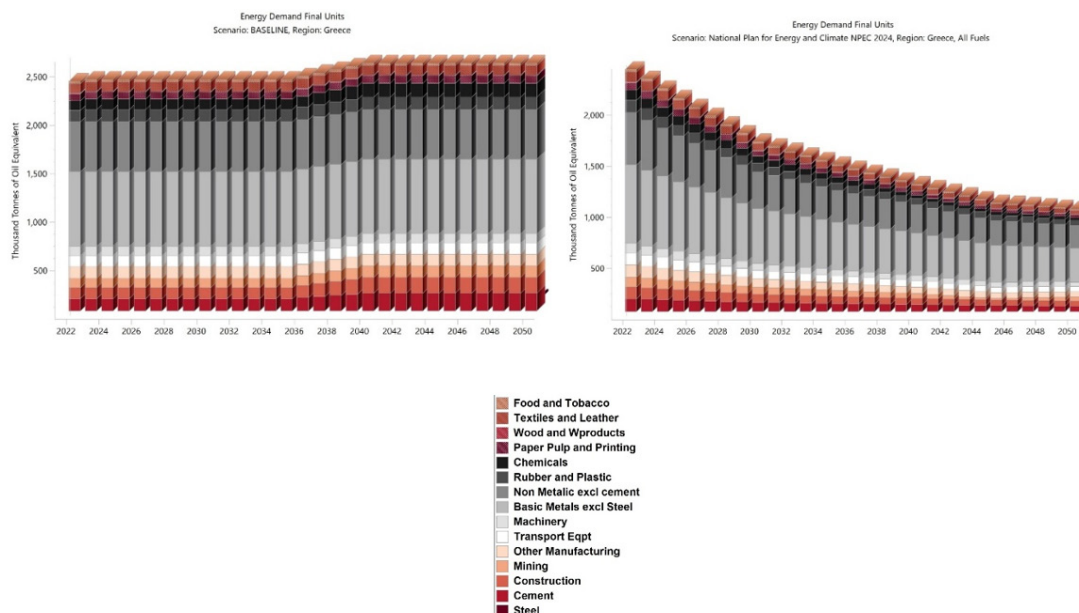 Energy Demand Final Units
Scenario: BASELINE, Region: Greece
Thousand Tonnes of Oil Equivalent
2,500
2,000
1,500
1,000
500
2022 2024 2026 2028 2030 2032 2034 2036 2038 2040 2042 2044 2046 2048 2050
Energy Demand Final Units
Scenario: National Plan for Energy and Climate NPEC 2024, Region: Greece, All Fuels
Thousand Tonnes of Oil Equivalent
2,000
1,500
1,000
500
2022 2024 2026 2028 2030 2032 2034 2036 2038 2040 2042 2044 2046 2048 2050
Food and Tobacco
Textiles and Leather
Wood and Wproducts
Paper Pulp and Printing
Chemicals
Rubber and Plastic
Non Metalic excl cement
Basic Metals excl Steel
Machinery
Transport Eqpt
Other Manufacturing
Mining
Construction
Cement
Steel